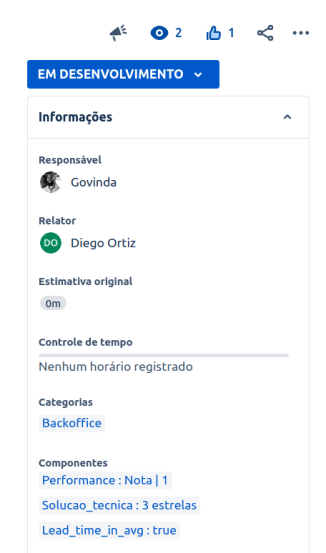 2
1
EM DESENVOLVIMENTO
Informações
Responsável
Govinda
Relator
DO Diego Ortiz
Estimativa original
0m
Controle de tempo
Nenhum horário registrado
Categorias
Backoffice
Componentes
Performance : Nota | 1
Solucao_tecnica : 3 estrelas
Lead_time_in_avg : true